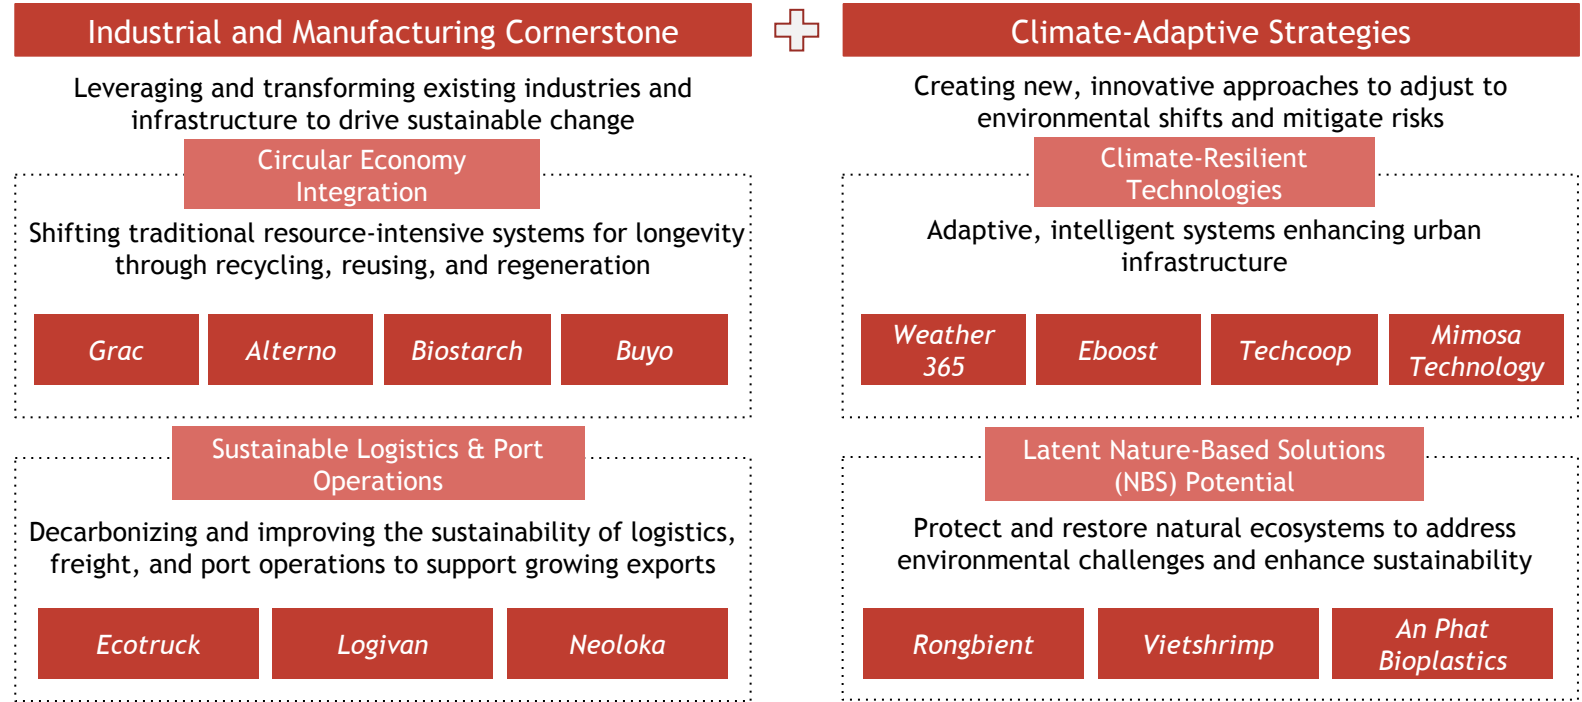 Industrial and Manufacturing Cornerstone
Leveraging and transforming existing industries and
infrastructure to drive sustainable change
Circular Economy
Integration
Shifting traditional resource-intensive systems for longevity
through recycling, reusing, and regeneration
Grac
Alterno
Biostarch
Buyo
Sustainable Logistics & Port
Operations
Decarbonizing and improving the sustainability of logistics,
freight, and port operations to support growing exports
Ecotruck
Logivan
Neoloka
Climate-Adaptive Strategies
Creating new, innovative approaches to adjust to
environmental shifts and mitigate risks
Climate-Resilient
Technologies
Adaptive, intelligent systems enhancing urban
infrastructure
Weather
365
Eboost
Techcoop
Mimosa
Technology
Latent Nature-Based Solutions
(NBS) Potential
Protect and restore natural ecosystems to address
environmental challenges and enhance sustainability
Rongbient
Vietshrimp
An Phat
Bioplastics